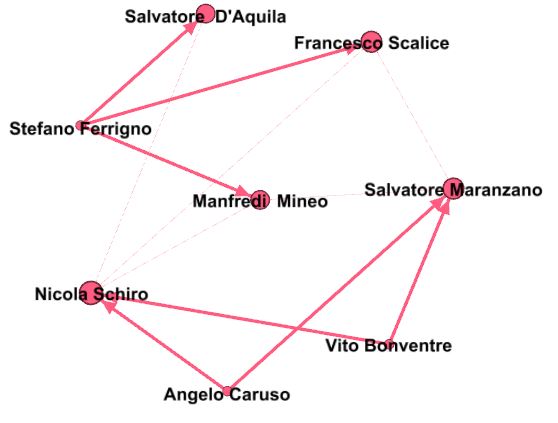 Salvatore D'Aquila
Francesco Scalice
Stefano Ferrigno
Salvatore Maranzano
Manfredi Mineo
Nicola Schiro
Vito Bonventre
Angelo Caruso